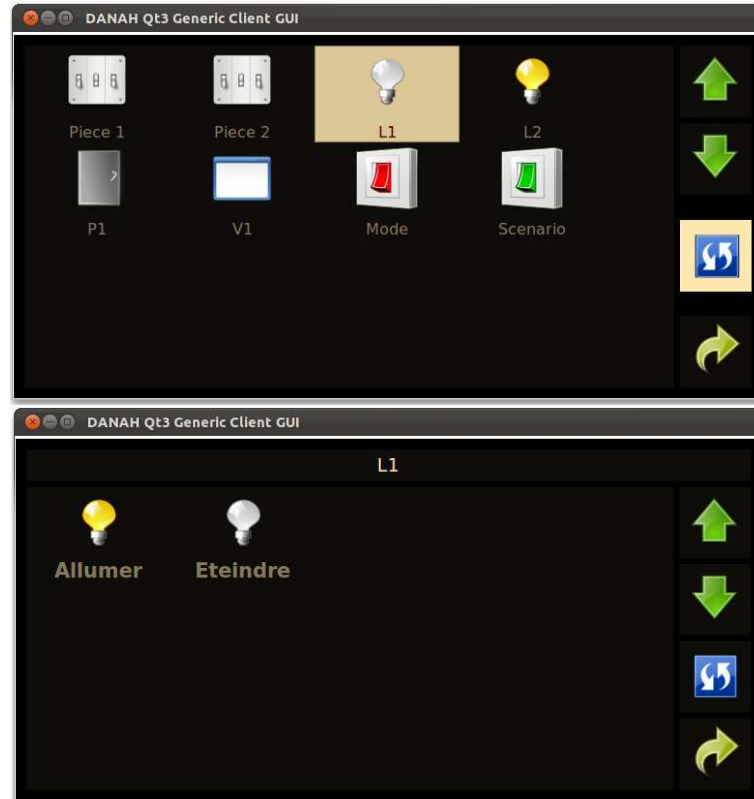 DANAH Qt3 Generic Client GUI
Piece 1 Piece 2 L1 L2
P1 V1 Mode Scenario
DANAH Qt3 Generic Client GUI
L1
Allumer Eteindre